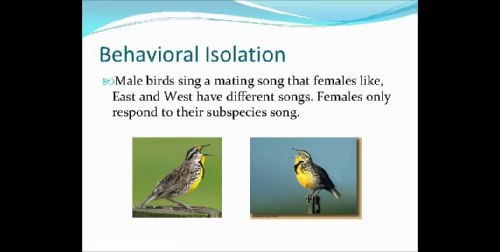 Behavioral Isolation
Male birds sing a mating song that females like,
East and West have different songs. Females only
respond to their subspecies song.